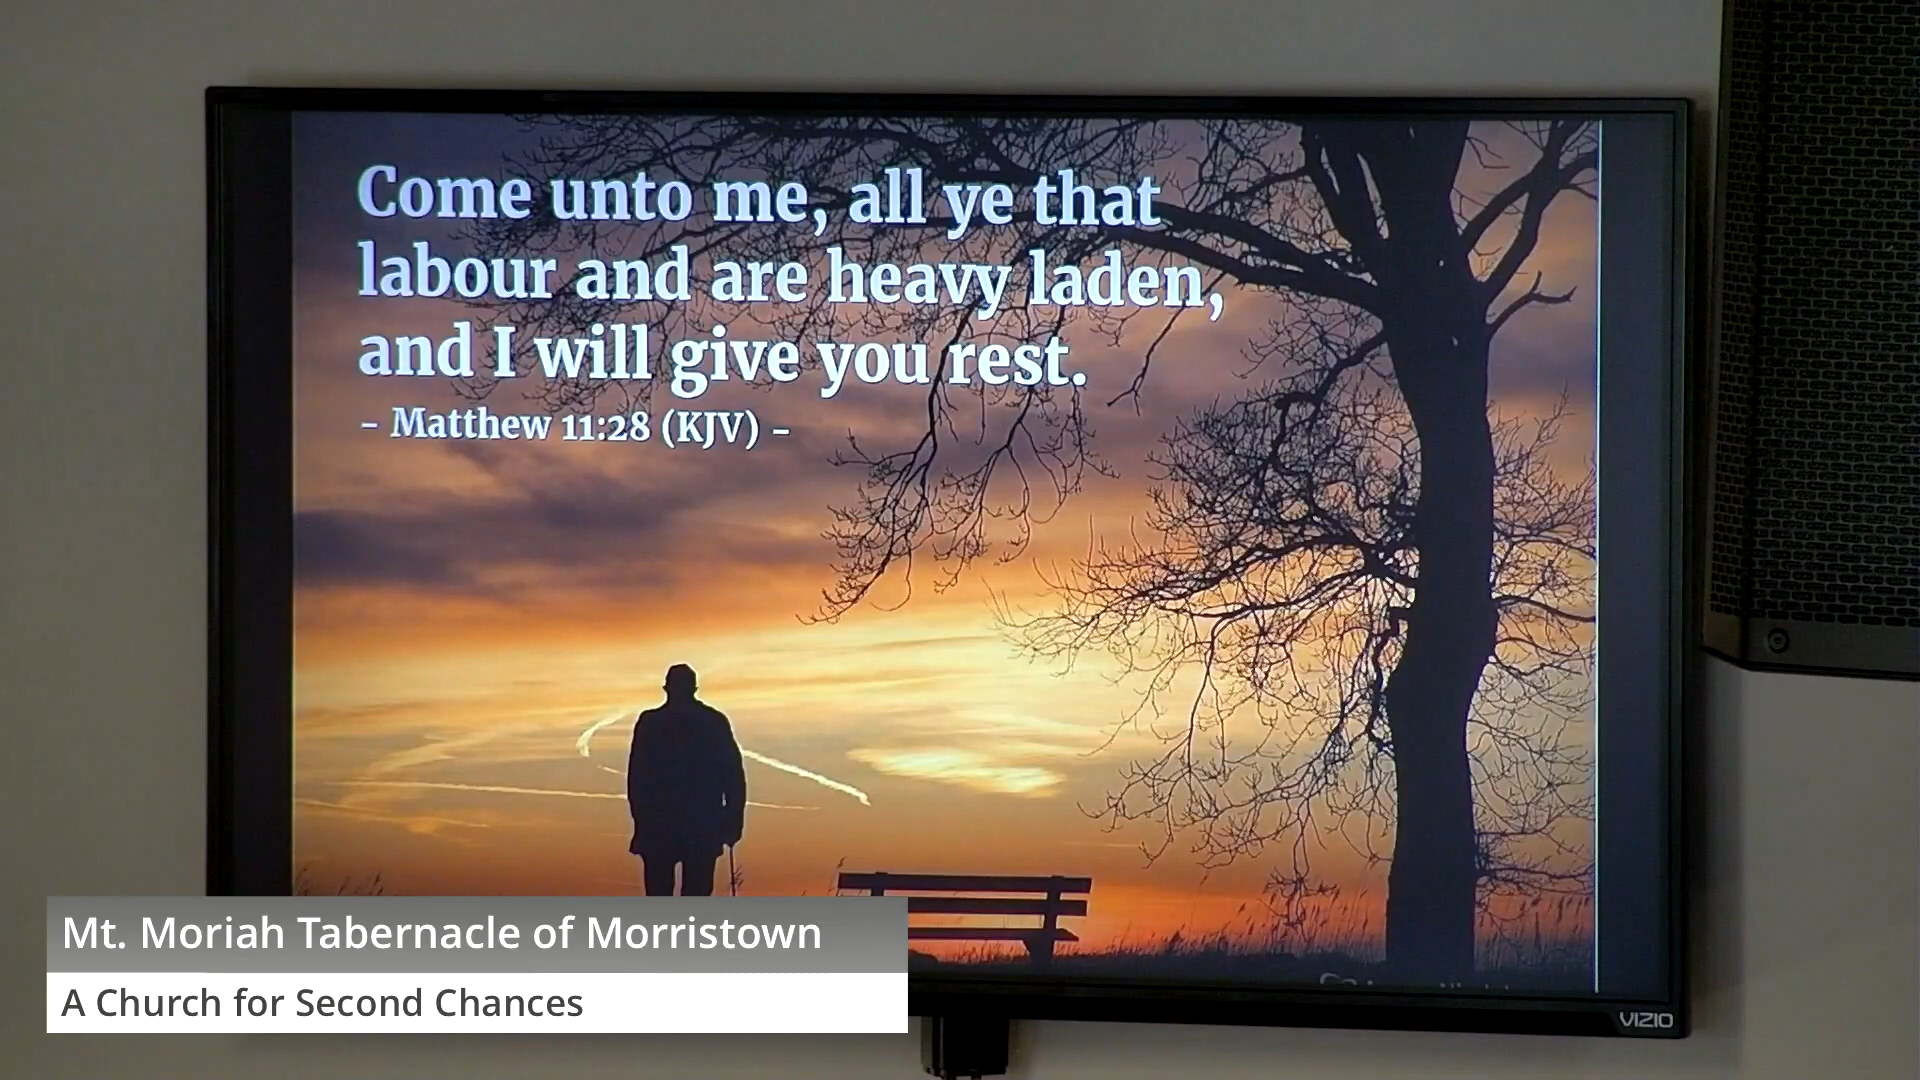 Come unto me, all ye that
labour and are heavy laden,
and I will give you rest.
- Matthew 11:28 (KJV) -
Mt. Moriah Tabernacle of Morristown
A Church for Second Chances
VIZIO